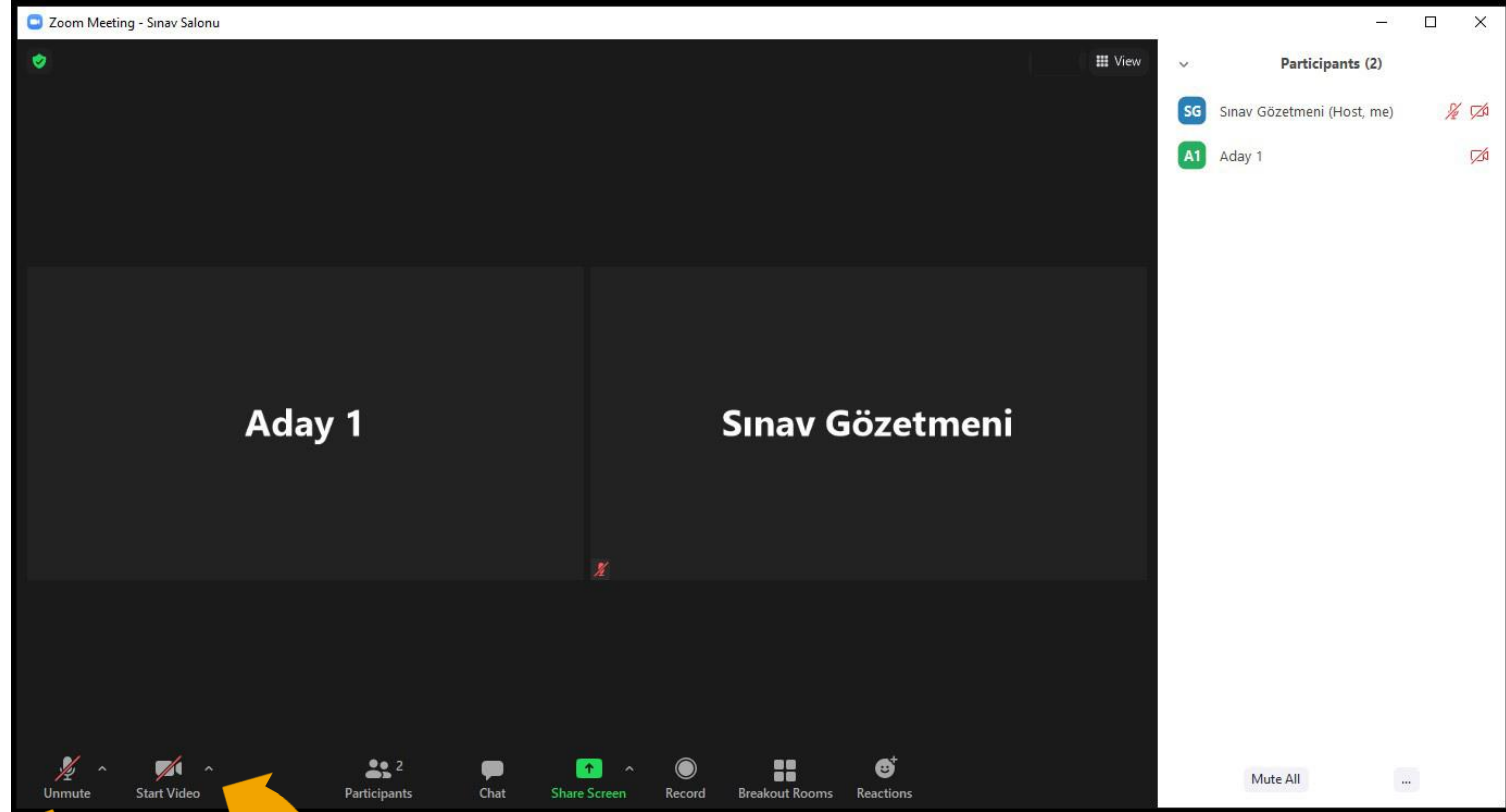 Zoom Meeting - Sınav Salonu
View
Participants (2)
SG Sınav Gözetmeni (Host, me)
A1 Aday 1
Aday 1
Sınav Gözetmeni
Unmute
Start Video
2
Participants
Chat
Share Screen
Record
Breakout Rooms
Reactions
Mute All
...